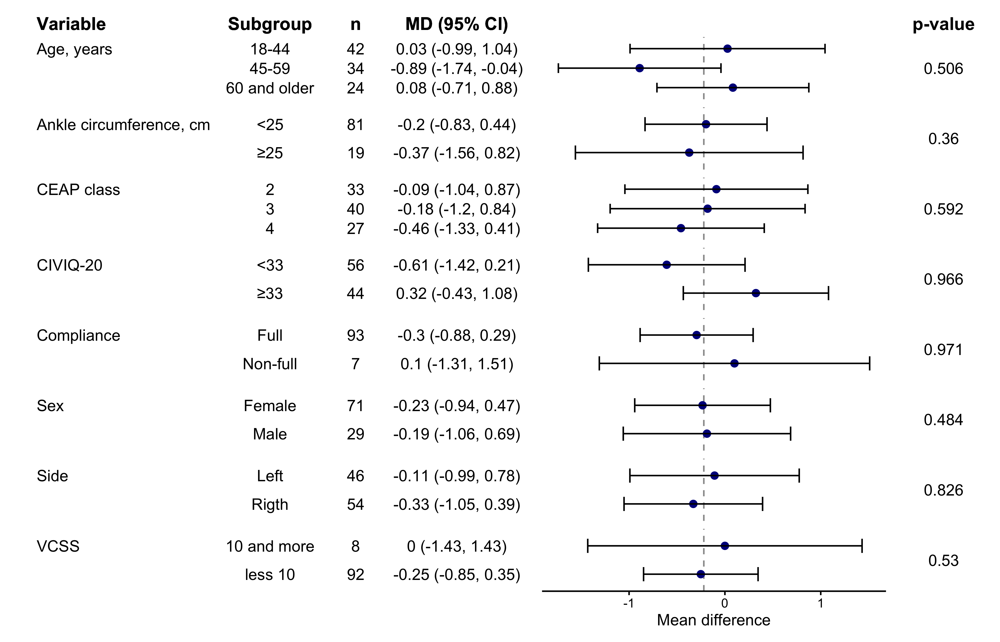 Variable Subgroup n MD (95% CI) p-value
Age, years 18-44 42 0.03 (-0.99, 1.04)
45-59 34 -0.89 (-1.74, -0.04) 0.506
60 and older 24 0.08 (-0.71, 0.88)
Ankle circumference, cm <25 81 -0.2 (-0.83, 0.44)
0.36
≥25 19 -0.37 (-1.56, 0.82)
CEAP class 2 33 -0.09 (-1.04, 0.87)
3 40 -0.18 (-1.2, 0.84) 0.592
4 27 -0.46 (-1.33, 0.41)
CIVIQ-20 <33 56 -0.61 (-1.42, 0.21)
0.966
≥33 44 0.32 (-0.43, 1.08)
Compliance Full 93 -0.3 (-0.88, 0.29)
0.971
Non-full 7 0.1 (-1.31, 1.51)
Sex Female 71 -0.23 (-0.94, 0.47)
0.484
Male 29 -0.19 (-1.06, 0.69)
Side Left 46 -0.11 (-0.99, 0.78)
0.826
Rigth 54 -0.33 (-1.05, 0.39)
VCSS 10 and more 8 0 (-1.43, 1.43)
0.53
less 10 92 -0.25 (-0.85, 0.35)
-1 0 1
Mean difference